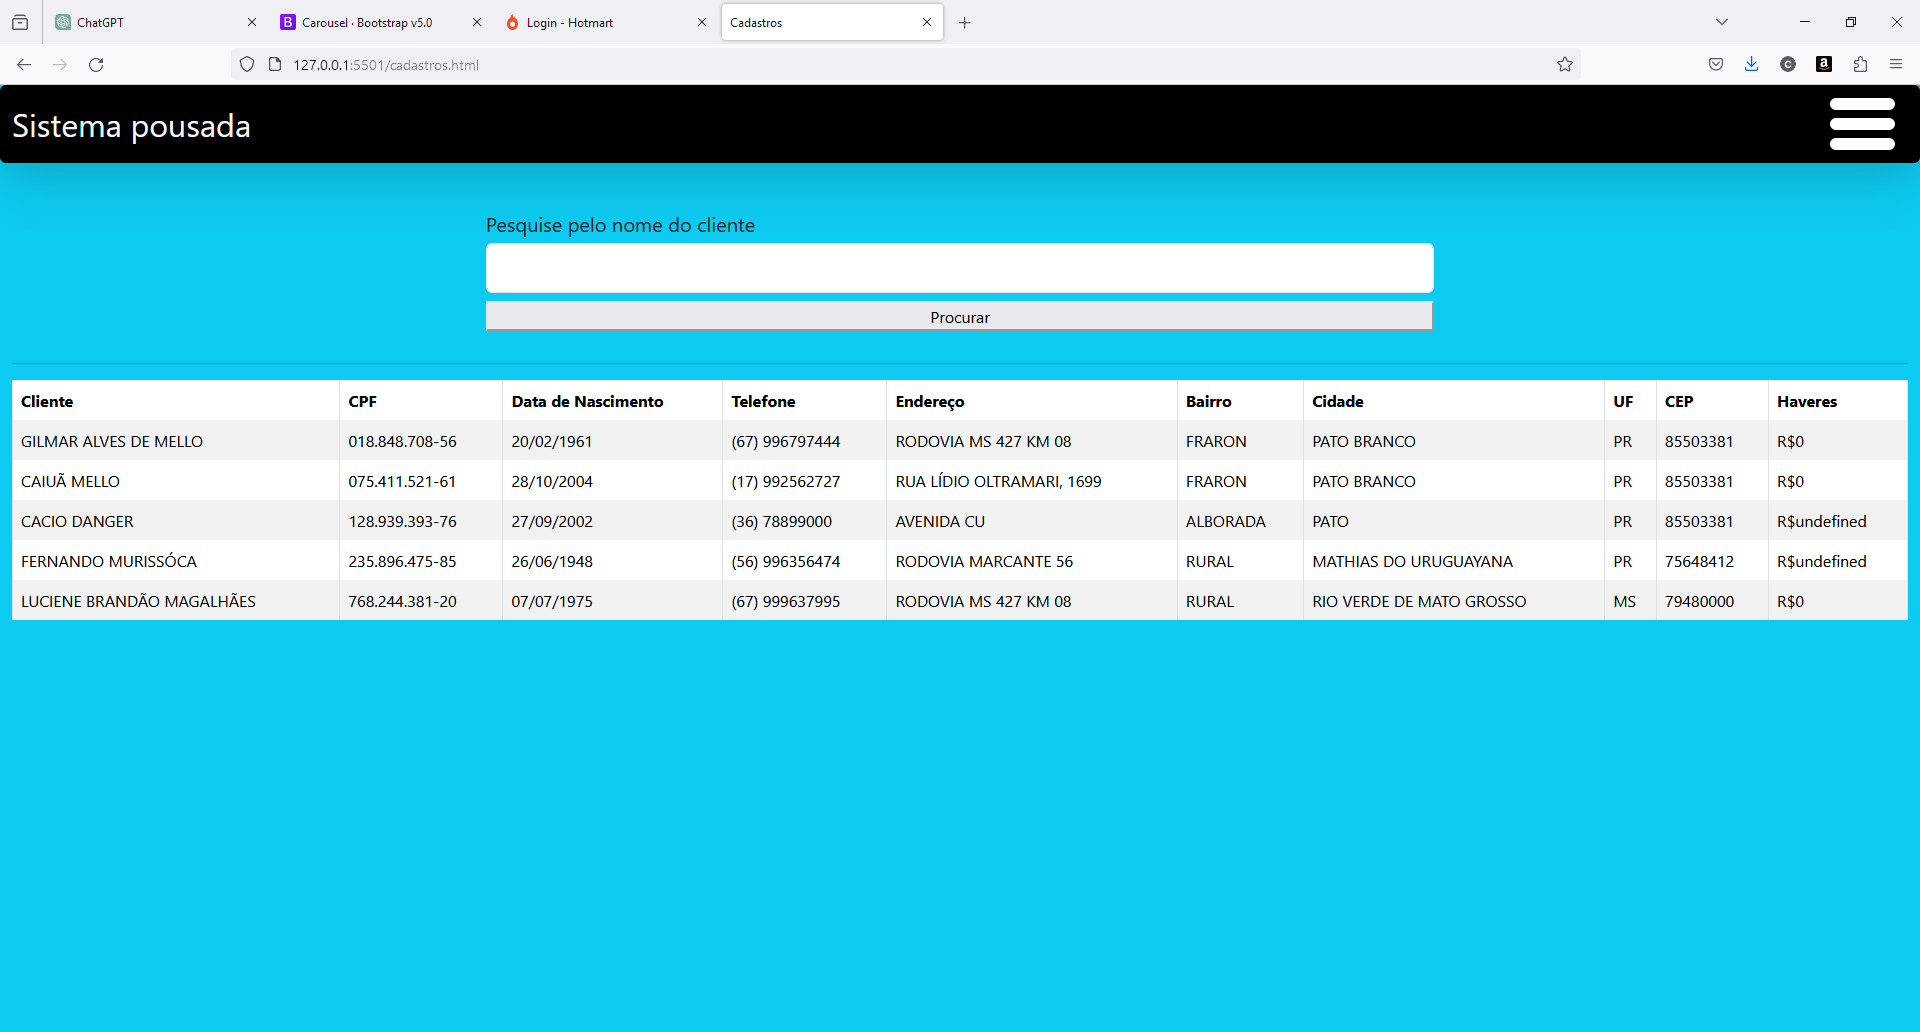 ChatGPT
Carousel · Bootstrap v5.0
Login - Hotmart
Cadastros
127.0.0.1:5501/cadastros.html
Sistema pousada
Pesquise pelo nome do cliente
Procurar
Cliente CPF Data de Nascimento Telefone Endereço Bairro Cidade UF CEP Haveres
GILMAR ALVES DE MELLO 018.848.708-56 20/02/1961 (67) 996797444 RODOVIA MS 427 KM 08 FRARON PATO BRANCO PR 85503381 R$0
CAIUÃ MELLO 075.411.521-61 28/10/2004 (17) 992562727 RUA LÍDIO OLTRAMARI, 1699 FRARON PATO BRANCO PR 85503381 R$0
CACIO DANGER 128.939.393-76 27/09/2002 (36) 78899000 AVENIDA CU ALBORADA PATO PR 85503381 R$undefined
FERNANDO MURISSÓCA 235.896.475-85 26/06/1948 (56) 996356474 RODOVIA MARCANTE 56 RURAL MATHIAS DO URUGUAYANA PR 75648412 R$undefined
LUCIENE BRANDÃO MAGALHÃES 768.244.381-20 07/07/1975 (67) 999637995 RODOVIA MS 427 KM 08 RURAL RIO VERDE DE MATO GROSSO MS 79480000 R$0